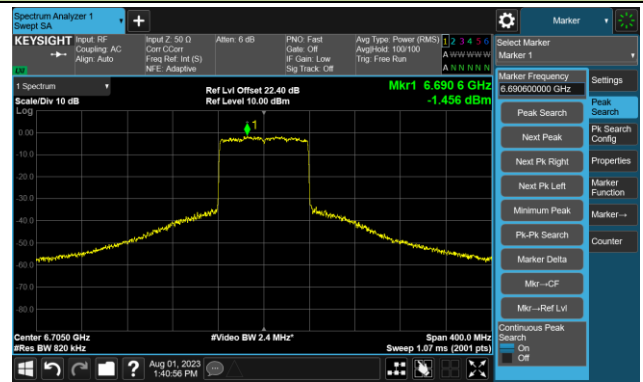 Spectrum Analyzer 1
Swept SA
Marker
KEYSIGHT
Input: RF
Coupling: AC
Align: Auto
Input Z: 50 Ω
Corr CCorr
Freq Ref: Int (S)
NFE: Adaptive
Atten: 6 dB
PNO: Fast
Gate: Off
IF Gain: Low
Sig Track: Off
Avg Type: Power (RMS)
Avg|Hold: 100/100
Trig: Free Run
1 2 3 4 5 6
A W W W W W
A N N N N N
LW
Select Marker
Marker 1
1 Spectrum
Scale/Div 10 dB
Log
Ref Lvl Offset 22.40 dB
Ref Level 10.00 dBm
Mkr1 6.690 6 GHz
-1.456 dBm
1
0.00
-10.0
-20.0
-30.0
-40.0
-50.0
-60.0
-70.0
-80.0
Center 6.7050 GHz
#Res BW 820 kHz
#Video BW 2.4 MHz*
Span 400.0 MHz
Sweep 1.07 ms (2001 pts)
Marker Frequency
6.690600000 GHz
Peak Search
Next Peak
Next Pk Right
Next Pk Left
Minimum Peak
Pk-Pk Search
Marker Delta
Mkr→CF
Mkr→Ref Lvl
Continuous Peak
Search
On
Off
Settings
Peak
Search
Pk Search
Config
Properties
Marker
Function
Marker→
Counter
?
Aug 01, 2023
1:40:56 PM